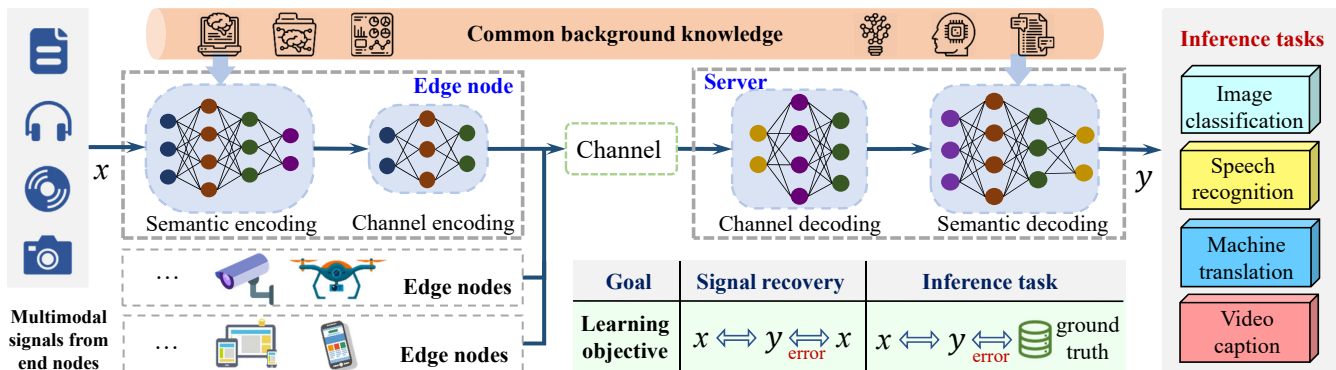 Common background knowledge
Inference tasks
Edge node
Server
x
Channel
y
Semantic encoding
Channel encoding
Channel decoding
Semantic decoding
Image
classification
Speech
recognition
Machine
translation
Video
caption
...
Edge nodes
...
Edge nodes
Multimodal
signals from
end nodes
Goal
Signal recovery
Inference task
Learning
objective
x ⟺ y ⟺ x
error
x ⟺ y ⟺
error
ground
truth